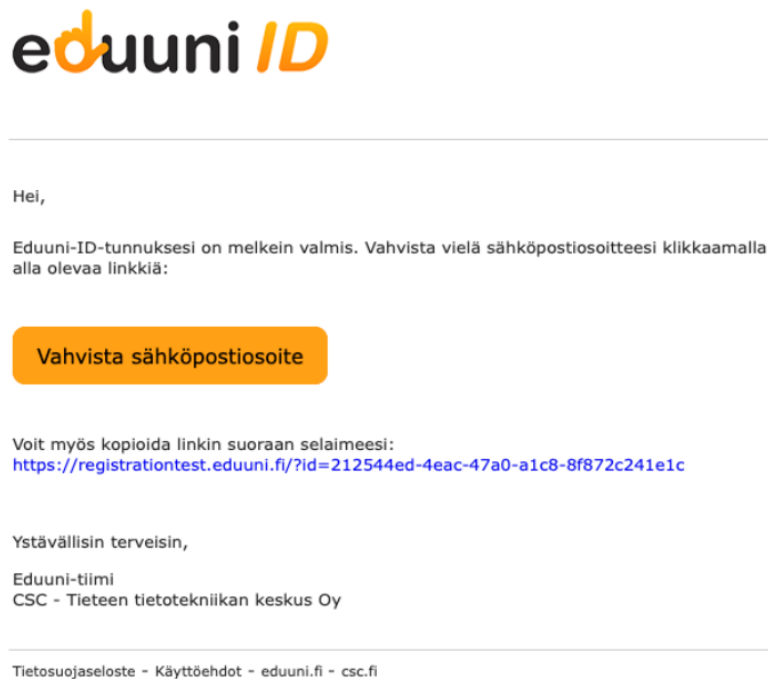 eduuni ID
Hei,
Eduuni-ID-tunnuksesi on melkein valmis. Vahvista vielä sähköpostiosoitteesi klikkaamalla
alla olevaa linkkiä:
Vahvista sähköpostiosoite
Voit myös kopioida linkin suoraan selaimeesi:
https://registrationtest.eduuni.fi/?id=212544ed-4eac-47a0-a1c8-8f872c241e1c
Ystävällisin terveisin,
Eduuni-tiimi
CSC - Tieteen tietotekniikan keskus Oy
Tietosuojaseloste - Käyttöehdot - eduuni.fi - csc.fi